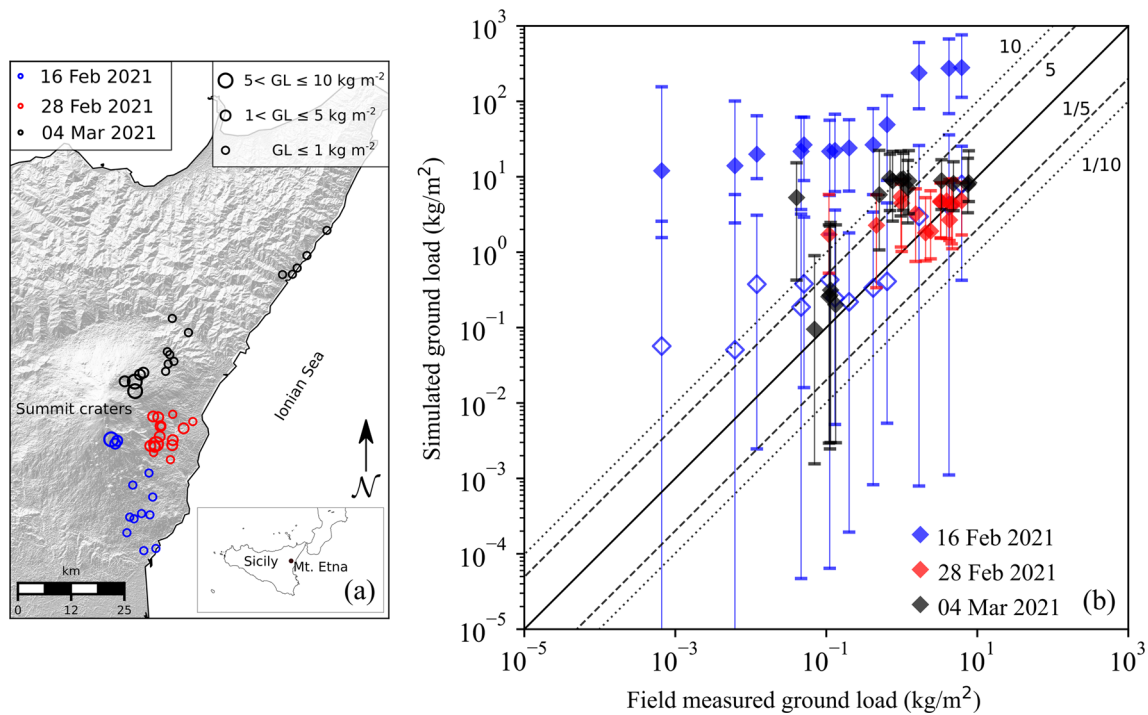 16 Feb 2021
28 Feb 2021
04 Mar 2021
5< GL ≤ 10 kg m⁻²
1< GL ≤ 5 kg m⁻²
GL ≤ 1 kg m⁻²
Summit craters
Ionian Sea
N
km
0 12 25
Sicily
Mt. Etna
(a)
Simulated ground load (kg/m²)
10³
10²
10¹
10⁰
10⁻¹
10⁻²
10⁻³
10⁻⁴
10⁻⁵
10
5
1/5
1/10
16 Feb 2021
28 Feb 2021
04 Mar 2021
(b)
10⁻⁵ 10⁻³ 10⁻¹ 10¹ 10³
Field measured ground load (kg/m²)